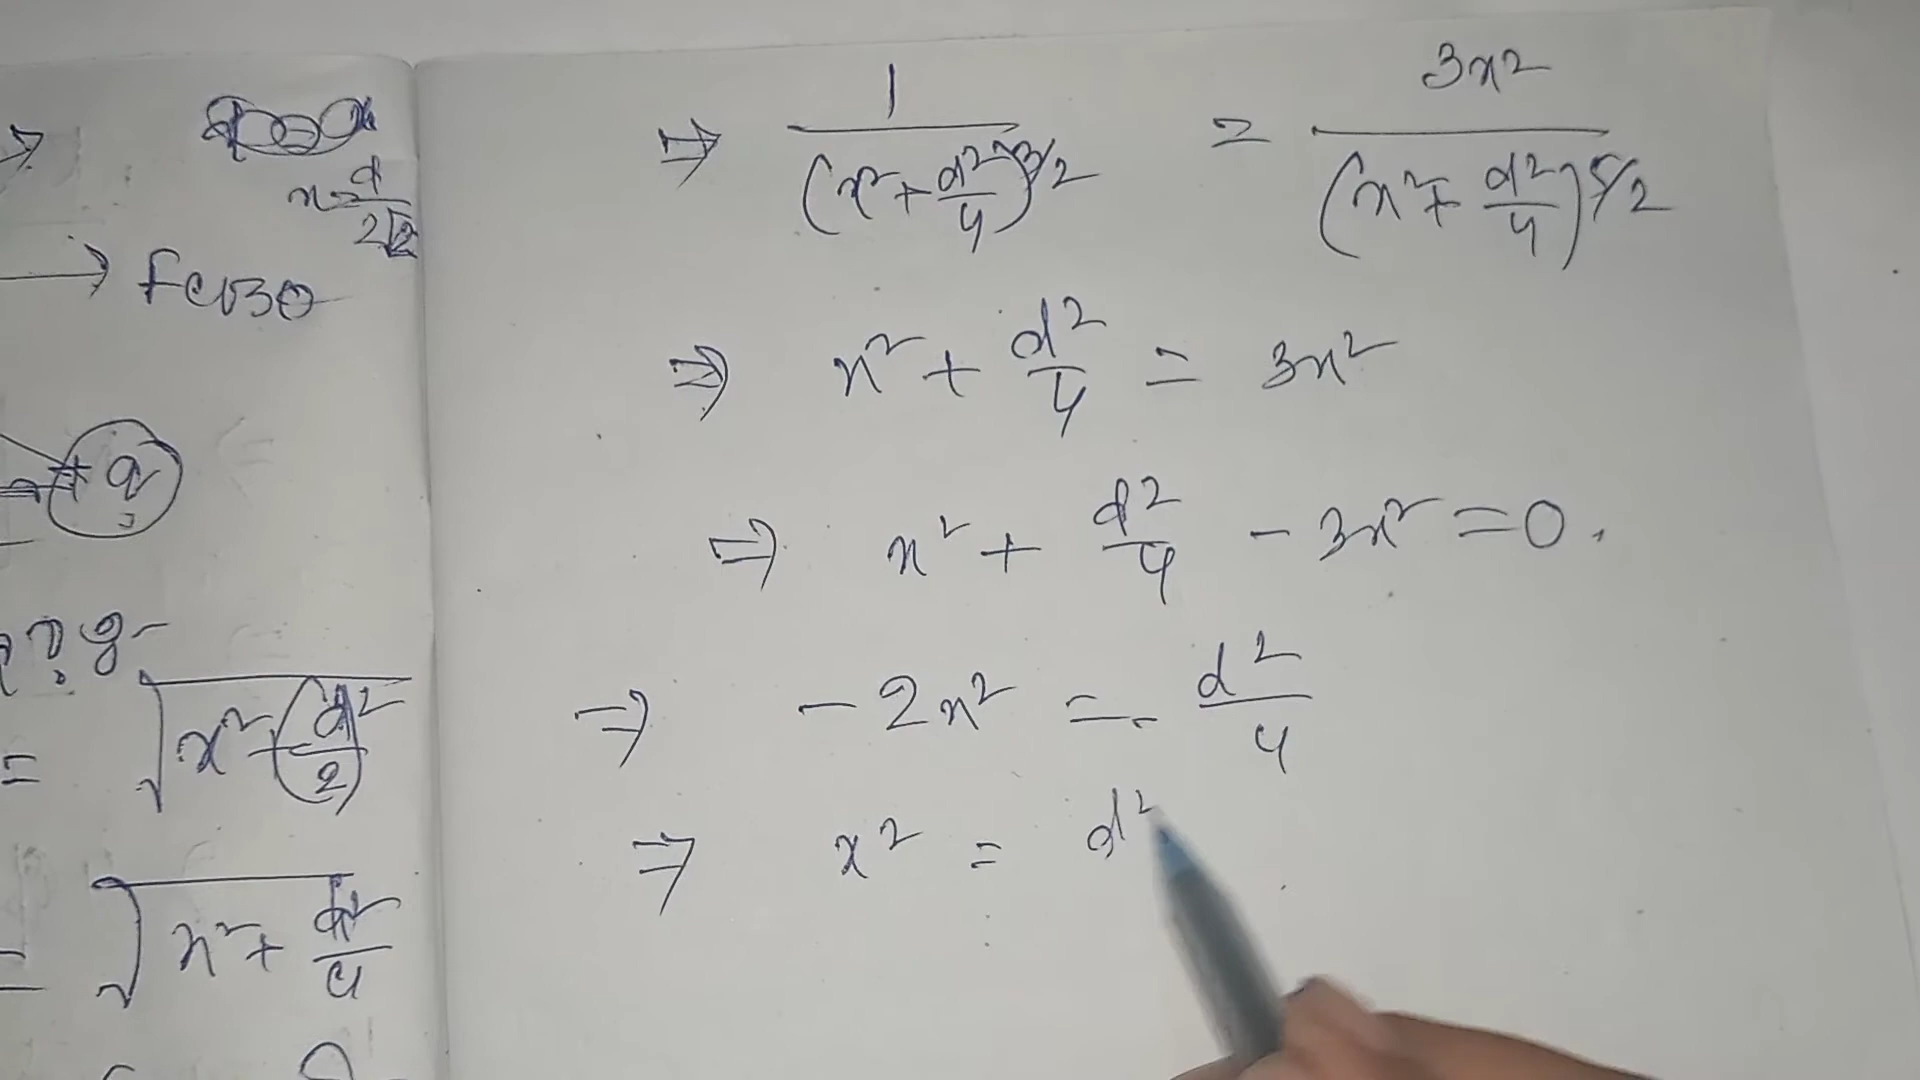 x = d/2√2
→ fcos θ
+q
= √(x² + (d/2)²)
= √(x² + d²/4)
⇒ 1/(x² + d²/4)^3/2 = 3x²/(x² + d²/4)^5/2
⇒ x² + d²/4 = 3x²
⇒ x² + d²/4 - 3x² = 0.
⇒ -2x² = - d²/4
⇒ x² = d²